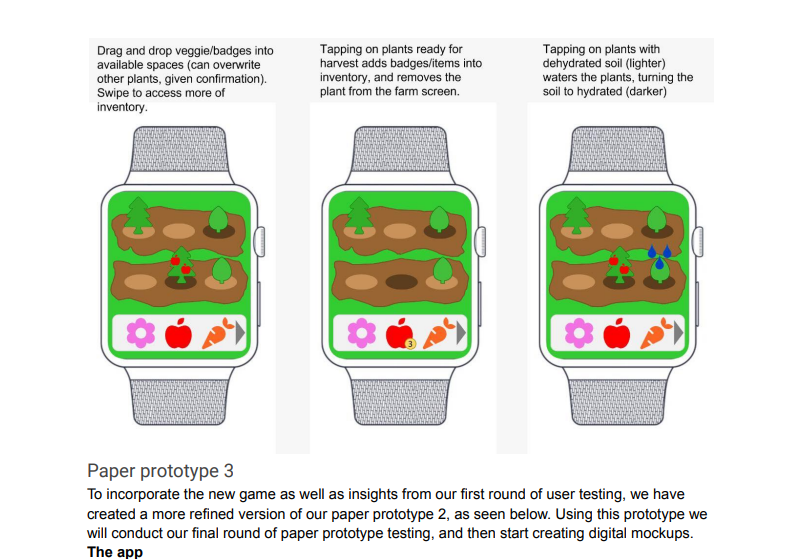 Drag and drop veggie/badges into
available spaces (can overwrite
other plants, given confirmation).
Swipe to access more of
inventory.
Tapping on plants ready for
harvest adds badges/items into
inventory, and removes the
plant from the farm screen.
Tapping on plants with
dehydrated soil (lighter)
waters the plants, turning the
soil to hydrated (darker)
3
Paper prototype 3
To incorporate the new game as well as insights from our first round of user testing, we have
created a more refined version of our paper prototype 2, as seen below. Using this prototype we
will conduct our final round of paper prototype testing, and then start creating digital mockups.
The app